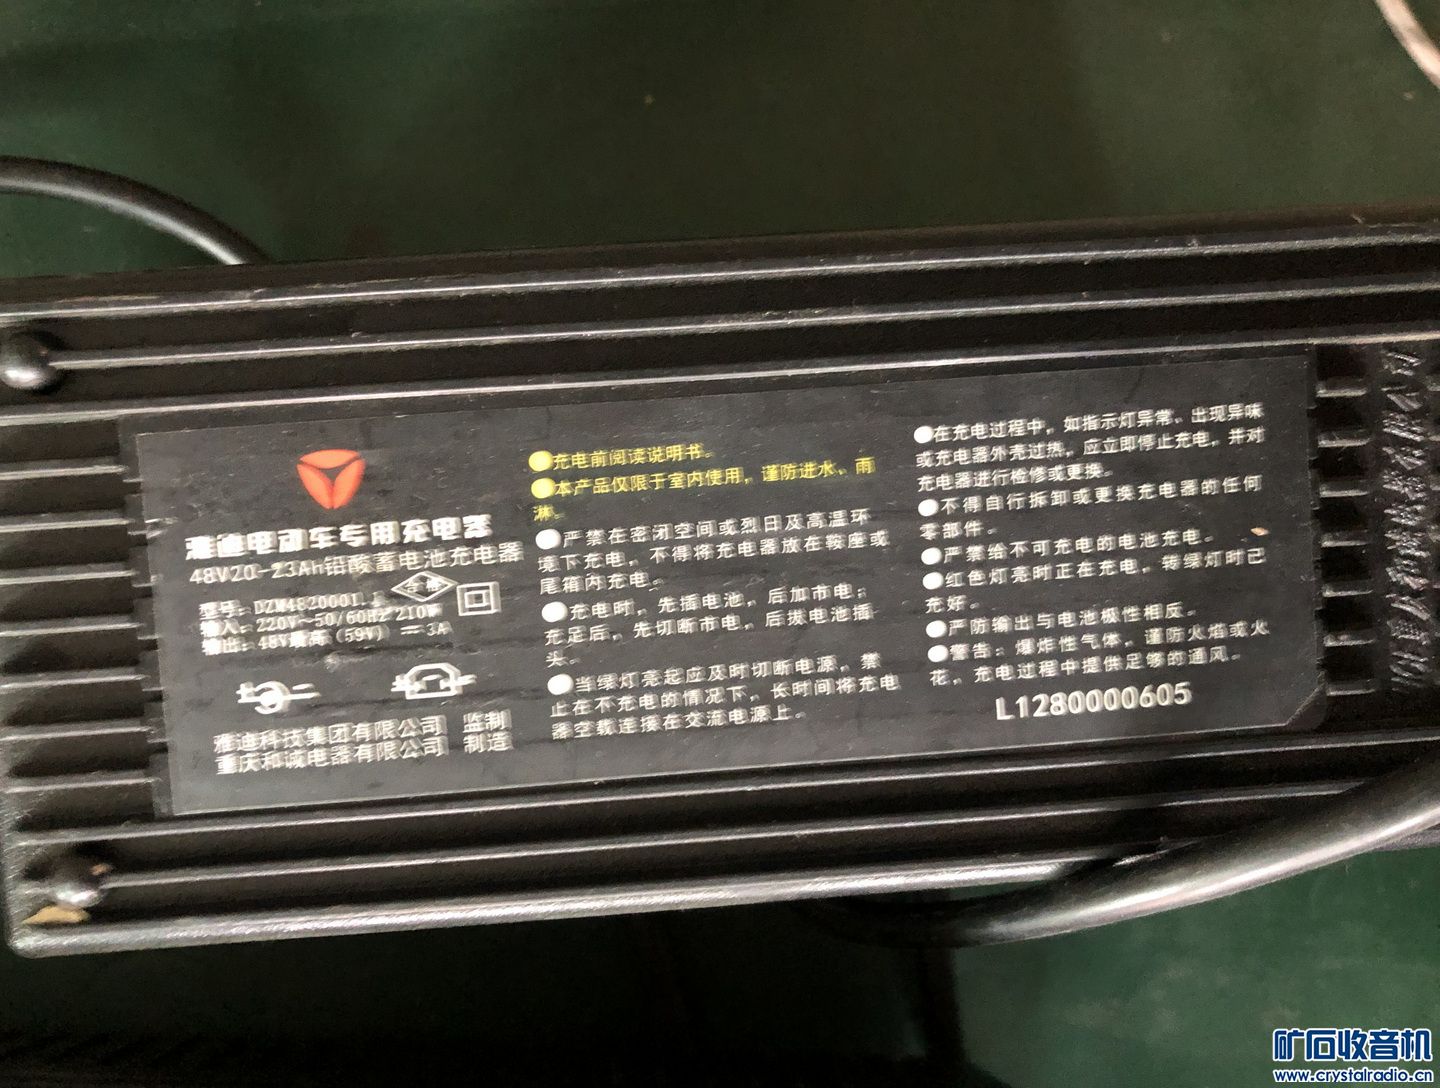 雅迪电动车专用充电器
48V20-23Ah铅酸蓄电池充电器
合格
型号：DZM4820001.1
输入：220V～50/60Hz 210W
输出：48V最高（59V）⎓3A
雅迪科技集团有限公司 监制
重庆和诚电器有限公司 制造
●充电前阅读说明书。
●本产品仅限于室内使用，谨防进水、雨
淋。
●严禁在密闭空间或烈日及高温环
境下充电，不得将充电器放在鞍座或
尾箱内充电。
●充电时，先插电池，后加市电；
充足后，先切断市电，后拔电池插
头。
●当绿灯亮起应及时切断电源，禁
止在不充电的情况下，长时间将充电
器空载连接在交流电源上。
●在充电过程中，如指示灯异常，出现异味
或充电器外壳过热，应立即停止充电，并对
充电器进行检修或更换。
●不得自行拆卸或更换充电器的任何
零部件。
●严禁给不可充电的电池充电。
●红色灯亮时正在充电，转绿灯时已
充好。
●严防输出与电池极性相反。
●警告：爆炸性气体，谨防火焰或火
花，充电过程中提供足够的通风。
L1280000605
矿石收音机
www.crystalradio.cn